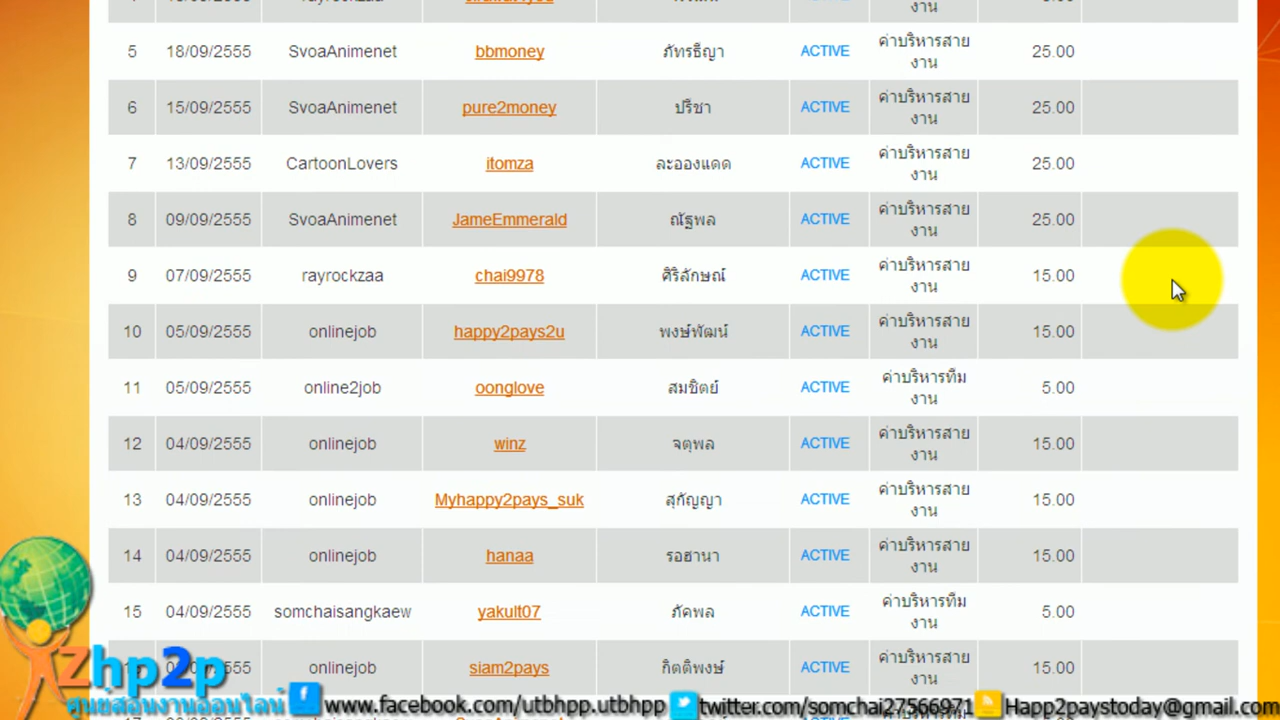 5 18/09/2555 SvoaAnimenet bbmoney ภัทรธิญา ACTIVE ค่าบริหารสาย 25.00
งาน
6 15/09/2555 SvoaAnimenet pure2money ปรีชา ACTIVE ค่าบริหารสาย 25.00
งาน
7 13/09/2555 CartoonLovers itomza ละอองแดด ACTIVE ค่าบริหารสาย 25.00
งาน
8 09/09/2555 SvoaAnimenet JameEmmerald ณัฐพล ACTIVE ค่าบริหารสาย 25.00
งาน
9 07/09/2555 rayrockzaa chai9978 ศิริลักษณ์ ACTIVE ค่าบริหารสาย 15.00
งาน
10 05/09/2555 onlinejob happy2pays2u พงษ์พัฒน์ ACTIVE ค่าบริหารสาย 15.00
งาน
11 05/09/2555 online2job oonglove สมชิตย์ ACTIVE ค่าบริหารทีม 5.00
งาน
12 04/09/2555 onlinejob winz จตุพล ACTIVE ค่าบริหารสาย 15.00
งาน
13 04/09/2555 onlinejob Myhappy2pays_suk สุกัญญา ACTIVE ค่าบริหารสาย 15.00
งาน
14 04/09/2555 onlinejob hanaa รอฮานา ACTIVE ค่าบริหารสาย 15.00
งาน
15 04/09/2555 somchaisangkaew yakult07 ภัคพล ACTIVE ค่าบริหารทีม 5.00
งาน
onlinejob siam2pays กิตติพงษ์ ACTIVE ค่าบริหารสาย 15.00
Zhp2p
ศูนย์สอนงานออนไลน์ www.facebook.com/utbhpp.utbhpp twitter.com/somchai27566971 Happ2paystoday@gmail.com